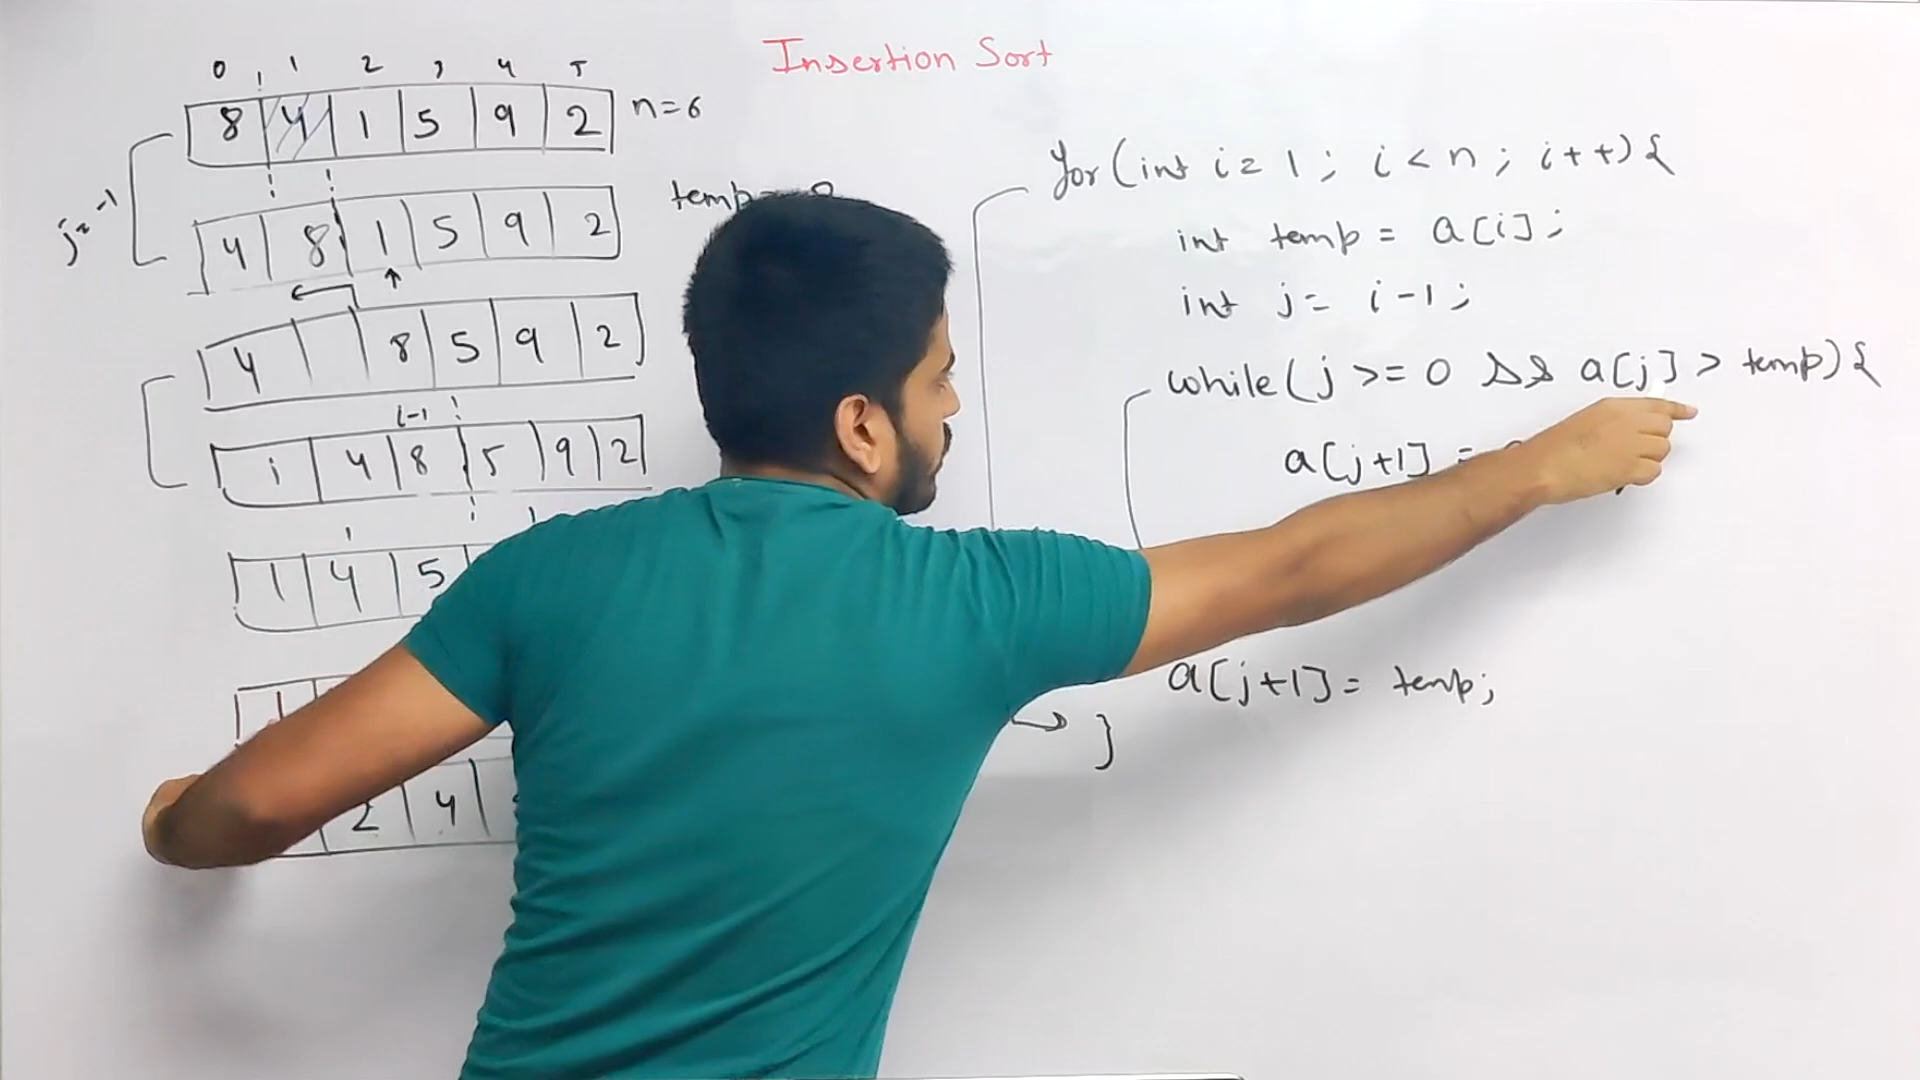 Insertion Sort
0 1 2 3 4 5
8 4 1 5 9 2 n=6
j=-1
4 8 1 5 9 2
temp=
4 8 5 9 2
i-1
1 4 8 5 9 2
1 4 5
1
2 4
for(int i=1; i<n; i++){
int temp = a[i];
int j= i-1;
while(j >=0 && a[j] > temp){
a[j+1] =
a[j+1]= temp;
}